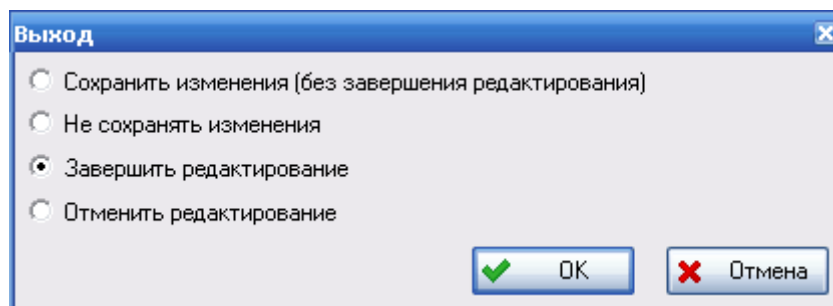 Выход
Сохранить изменения (без завершения редактирования)
Не сохранять изменения
Завершить редактирование
Отменить редактирование
OK
Отмена